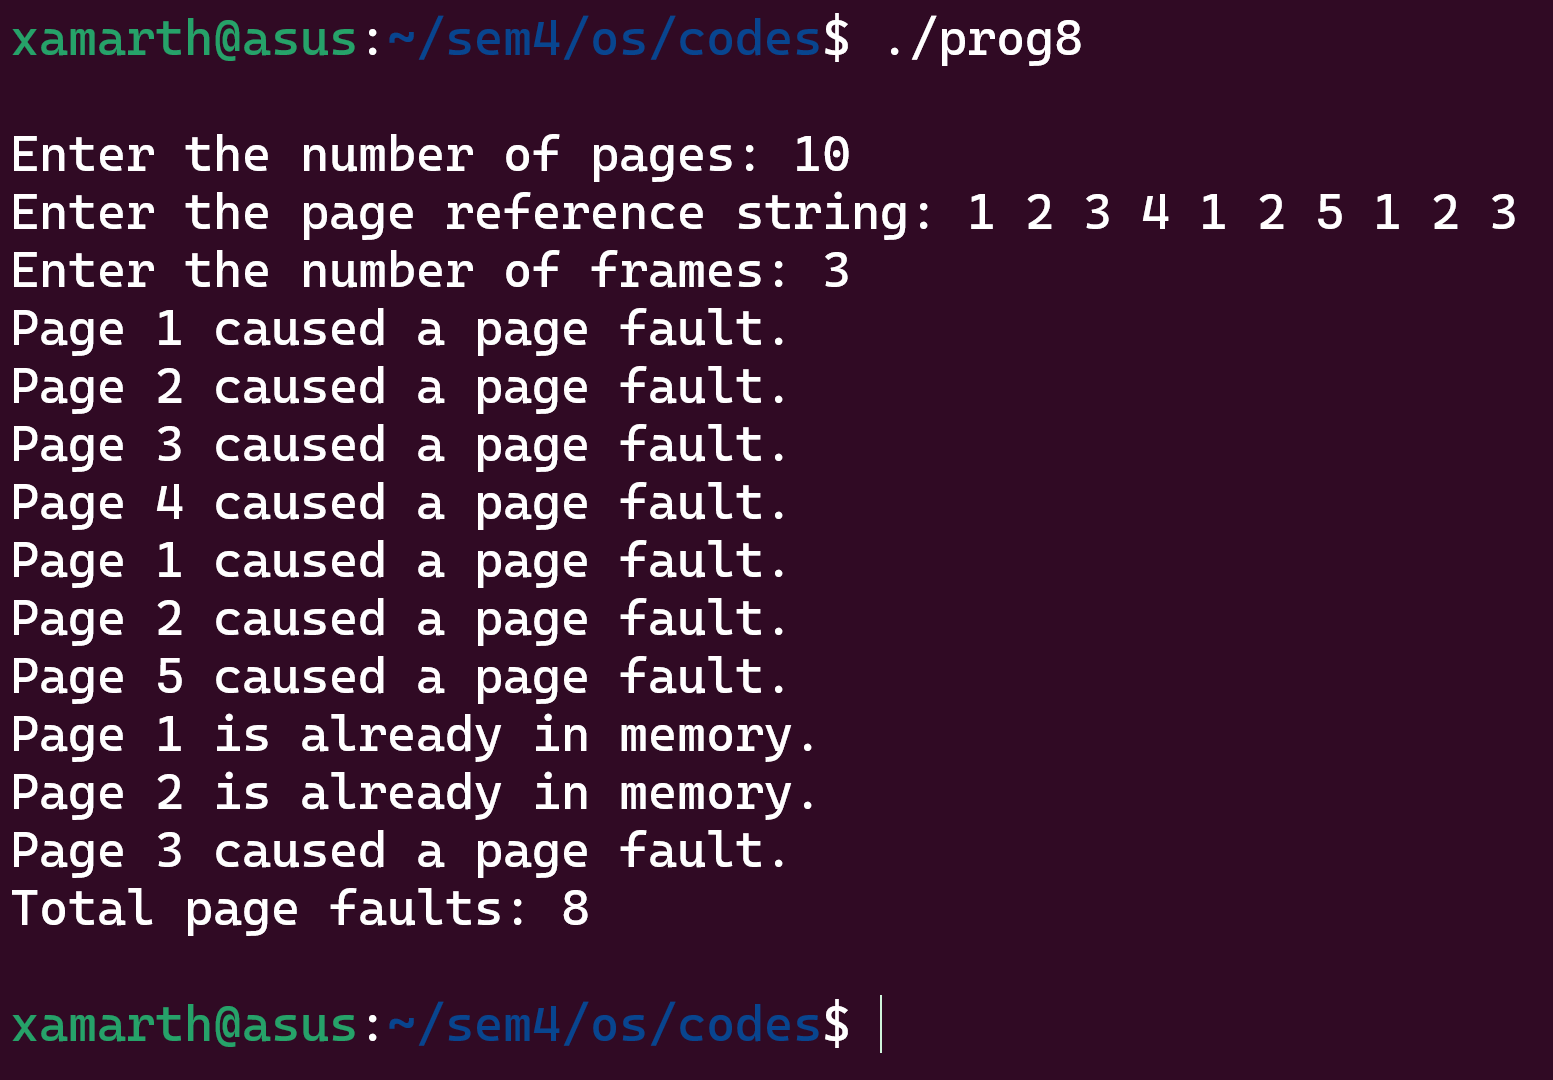 xamarth@asus:~/sem4/os/codes$ ./prog8
Enter the number of pages: 10
Enter the page reference string: 1 2 3 4 1 2 5 1 2 3
Enter the number of frames: 3
Page 1 caused a page fault.
Page 2 caused a page fault.
Page 3 caused a page fault.
Page 4 caused a page fault.
Page 1 caused a page fault.
Page 2 caused a page fault.
Page 5 caused a page fault.
Page 1 is already in memory.
Page 2 is already in memory.
Page 3 caused a page fault.
Total page faults: 8
xamarth@asus:~/sem4/os/codes$